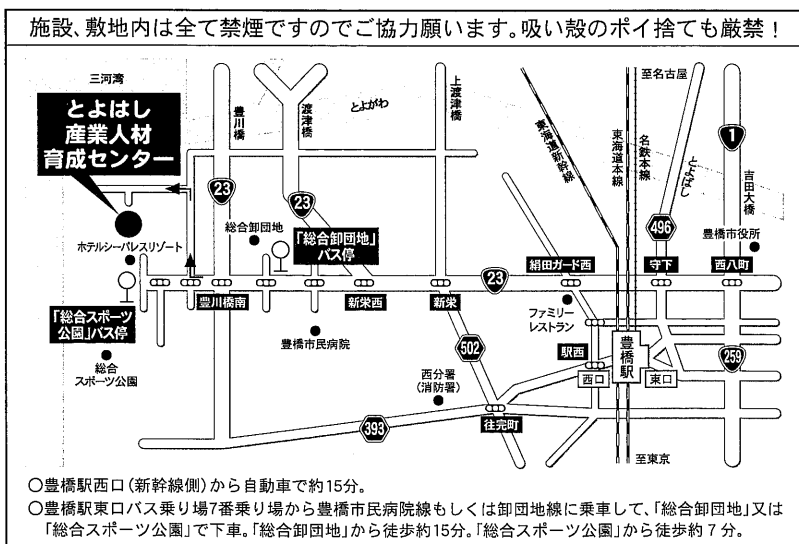 施設、敷地内は全て禁煙ですのでご協力願います。吸い殻のポイ捨ても厳禁！
三河湾
とよはし
産業人材
育成センター
豊川橋
渡津橋
とよがわ
上渡津橋
東海道新幹線
東海道本線
名鉄本線
至名古屋
とよばし
1
吉田大橋
23
23
496
総合卸団地
「総合卸団地」
バス停
豊橋市役所
ホテルシーパレスリゾート
絹田ガード西
守下
西八町
23
「総合スポーツ
公園」バス停
豊川橋南
新栄西
新栄
ファミリー
レストラン
豊橋市民病院
総合
スポーツ公園
502
西分署
(消防署)
駅西
豊橋駅
西口
東口
259
393
往完町
至東京
○豊橋駅西口(新幹線側)から自動車で約15分。
○豊橋駅東口バス乗り場7番乗り場から豊橋市民病院線もしくは卸団地線に乗車して、「総合卸団地」又は
「総合スポーツ公園」で下車。「総合卸団地」から徒歩約15分。「総合スポーツ公園」から徒歩約7分。